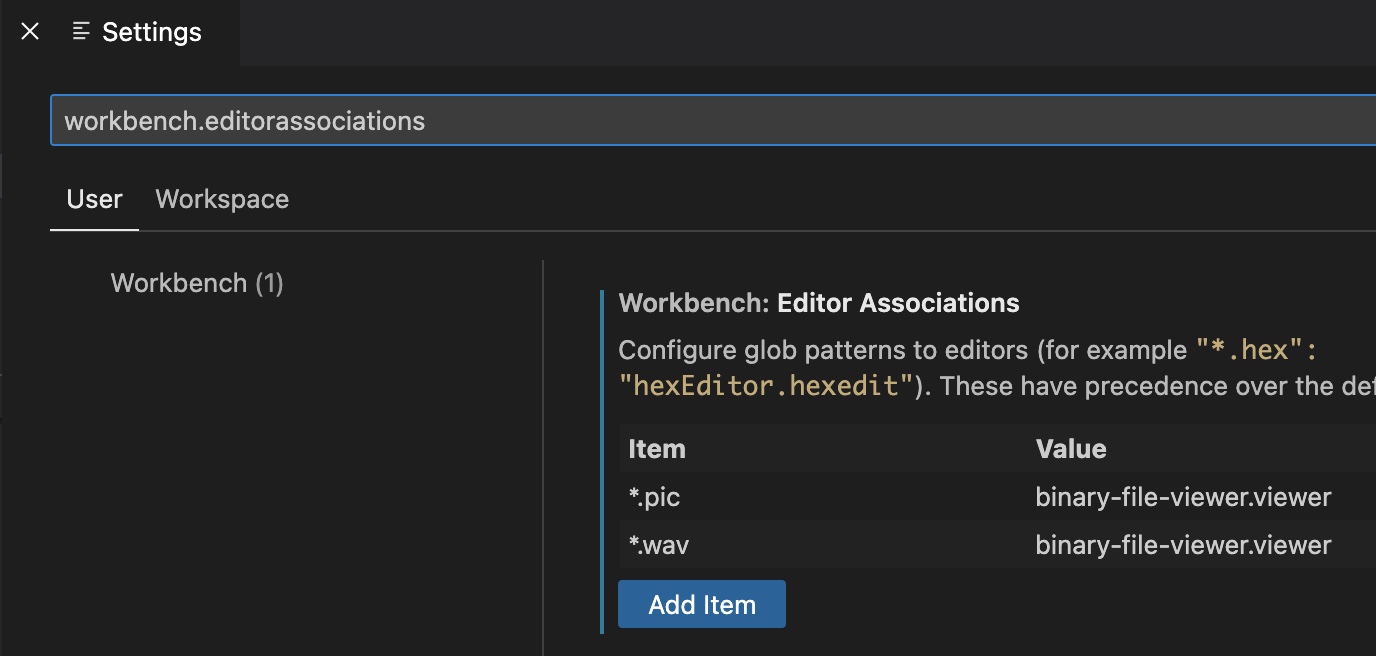 Settings
workbench.editorassociations
User Workspace
Workbench (1)
Workbench: Editor Associations
Configure glob patterns to editors (for example "*.hex":
"hexEditor.hexedit"). These have precedence over the
Item Value
*.pic binary-file-viewer.viewer
*.wav binary-file-viewer.viewer
Add Item